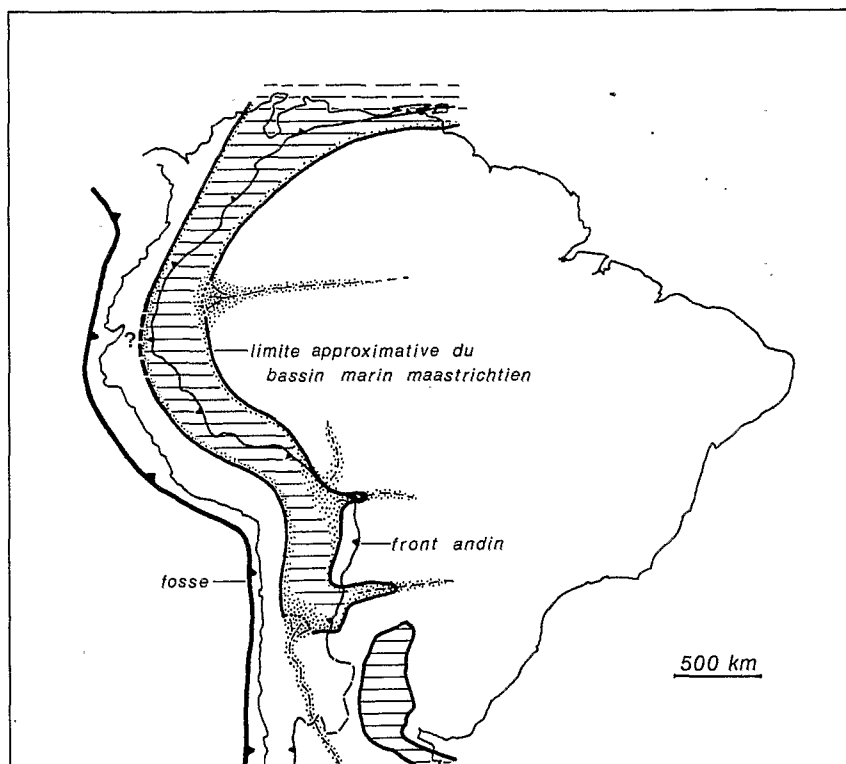 ?
limite approximative du
bassin marin maastrichtien
front andin
fosse
500 km